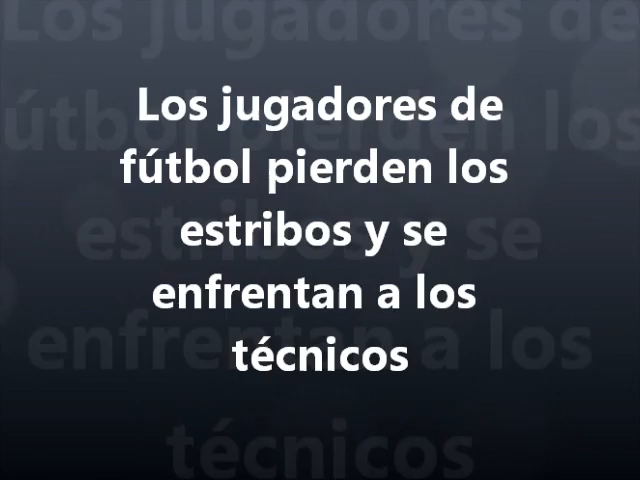 Los jugadores de
fútbol pierden los
estribos y se
enfrentan a los
técnicos